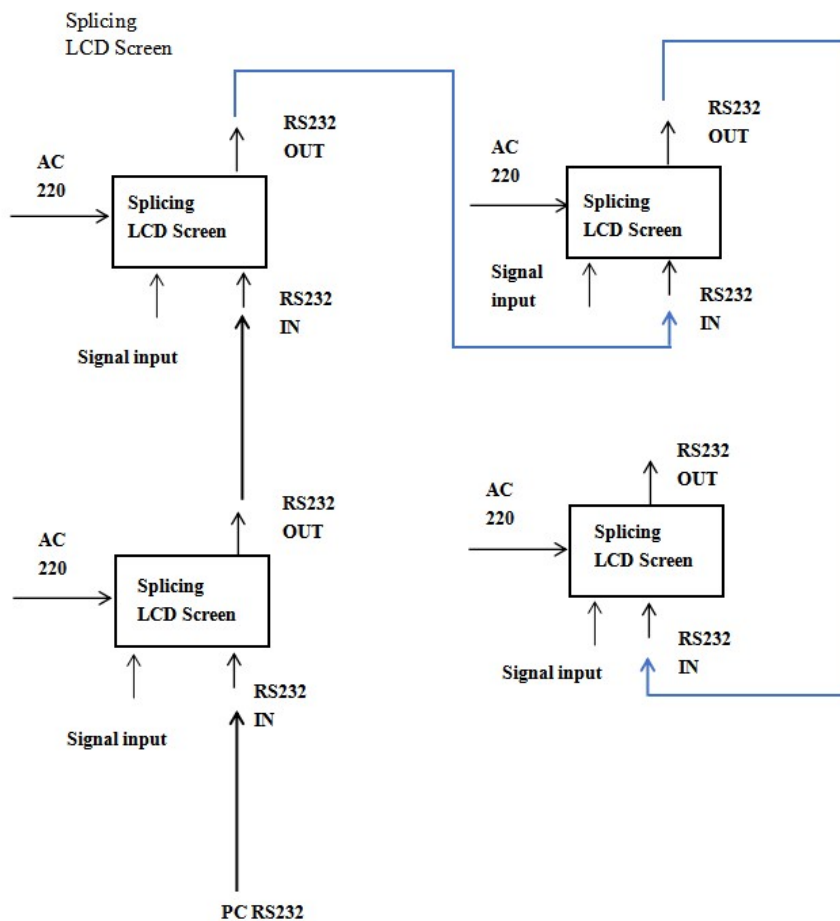 Splicing
LCD Screen
RS232
OUT
AC
220
Splicing
LCD Screen
RS232
IN
Signal input
RS232
OUT
AC
220
Splicing
LCD Screen
Signal
input
RS232
IN
RS232
OUT
AC
220
Splicing
LCD Screen
RS232
IN
Signal input
PC RS232
RS232
OUT
AC
220
Splicing
LCD Screen
RS232
IN
Signal input